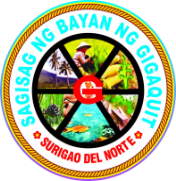 SAGISAG NG BAYAN NG GIGAQUIT
G
SURIGAO DEL NORTE